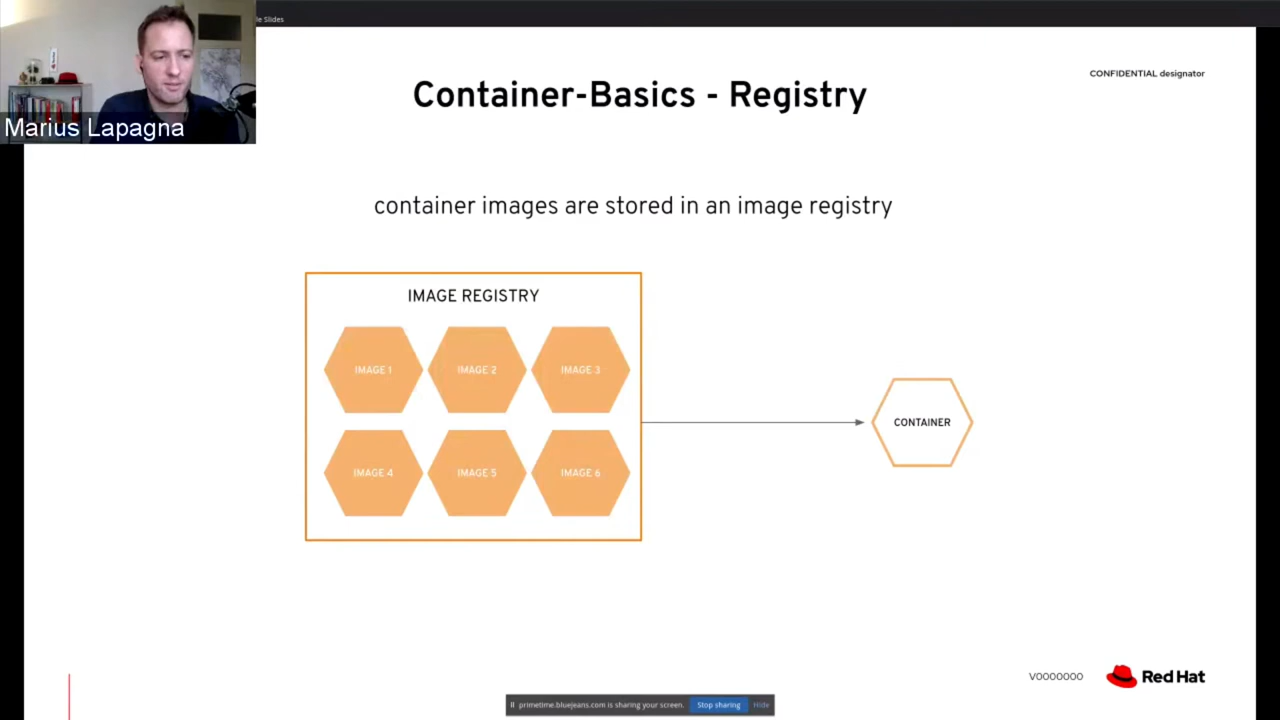 le Slides
Marius Lapagna
CONFIDENTIAL designator
Container-Basics - Registry
container images are stored in an image registry
IMAGE REGISTRY
IMAGE 1
IMAGE 2
IMAGE 3
IMAGE 4
IMAGE 5
IMAGE 6
CONTAINER
V0000000
Red Hat
primetime.bluejeans.com is sharing your screen.
Stop sharing
Hide